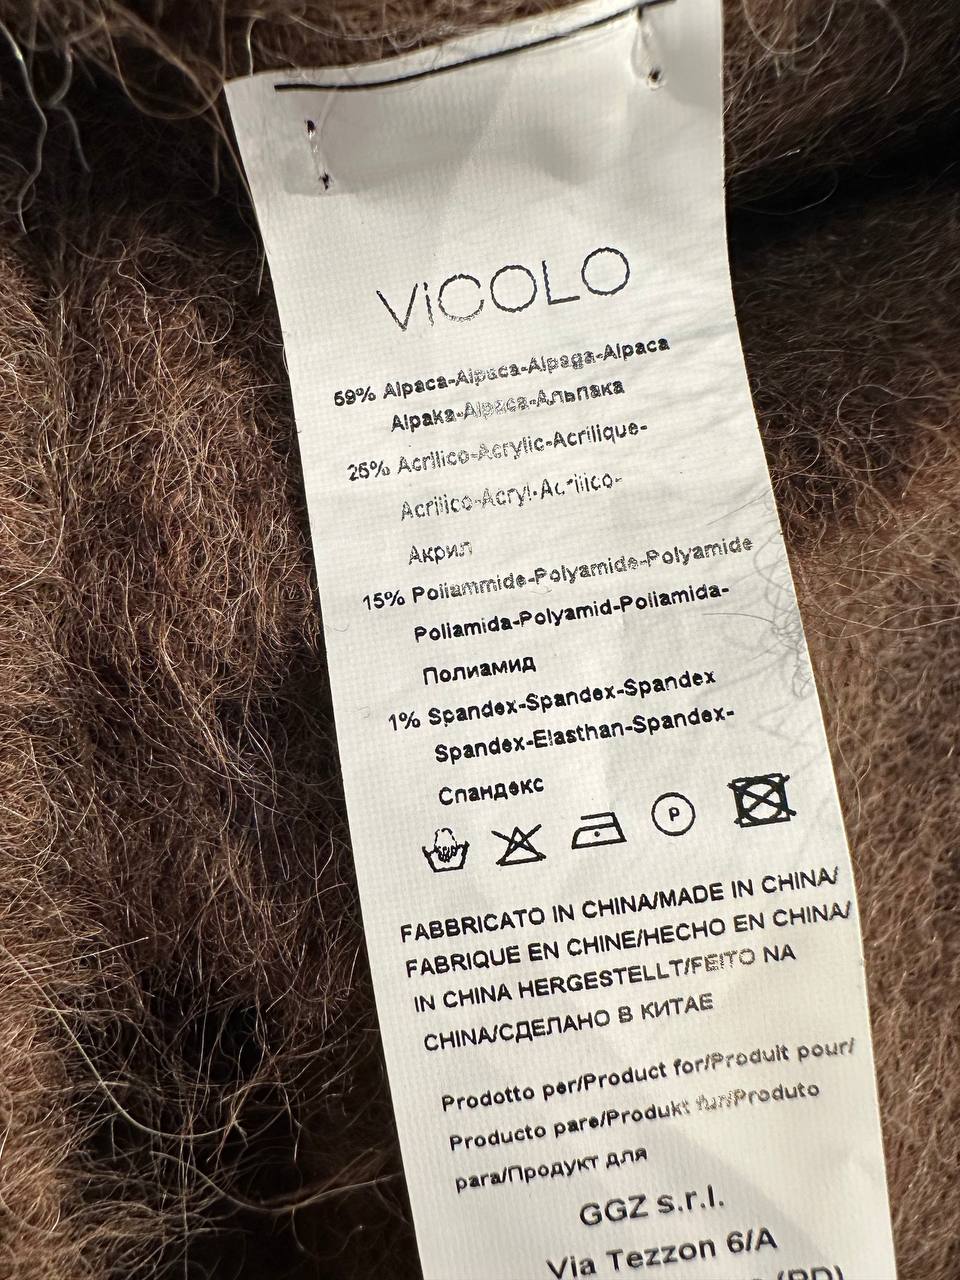 ViCOLO
59% Alpaca-Alpaca-Alpaga-Alpaca
Alpaka-Alpaca-Альпака
25% Acrilico-Acrylic-Acrilique-
Acrilico-Acryl-Acrilico-
Акрил
15% Poliammide-Polyamide-Polyamide
Poliamida-Polyamid-Poliamida-
Полиамид
1% Spandex-Spandex-Spandex
Spandex-Elasthan-Spandex-
Спандекс
P
FABBRICATO IN CHINA/MADE IN CHINA/
FABRIQUE EN CHINE/HECHO EN CHINA/
IN CHINA HERGESTELLT/FEITO NA
CHINA/СДЕЛАНО В КИТАЕ
Prodotto per/Product for/Produit pour/
Producto pare/Produkt fur/Produto
para/Продукт для
GGZ s.r.l.
Via Tezzon 6/A
(PD)